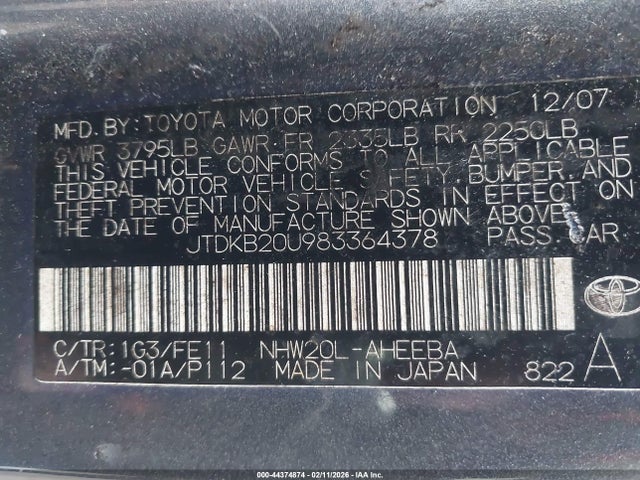 MFD. BY: TOYOTA MOTOR CORPORATION 12/07
GVWR 3795LB GAWR FR 2335LB RR 2250LB
THIS VEHICLE CONFORMS TO ALL APPLICABLE
FEDERAL MOTOR VEHICLE SAFETY, BUMPER, AND
THEFT PREVENTION STANDARDS IN EFFECT ON
THE DATE OF MANUFACTURE SHOWN ABOVE.
JTDKB20U983364378 PASS. CAR
C/TR: 1G3/FE11 NHW20L-AHEEBA
A/TM: -01A/P112 MADE IN JAPAN 822 A
000-44374874 | 02/11/2026 | IAA Inc.